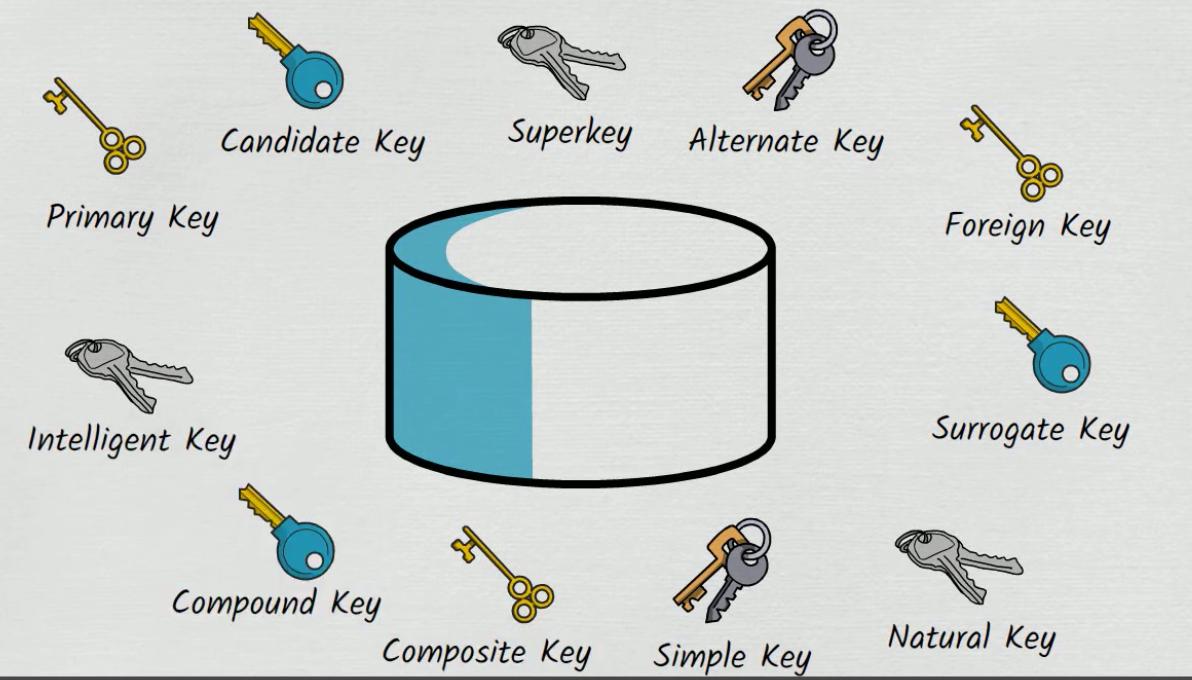 Candidate Key
Superkey
Alternate Key
Primary Key
Foreign Key
Intelligent Key
Surrogate Key
Compound Key
Composite Key
Simple Key
Natural Key